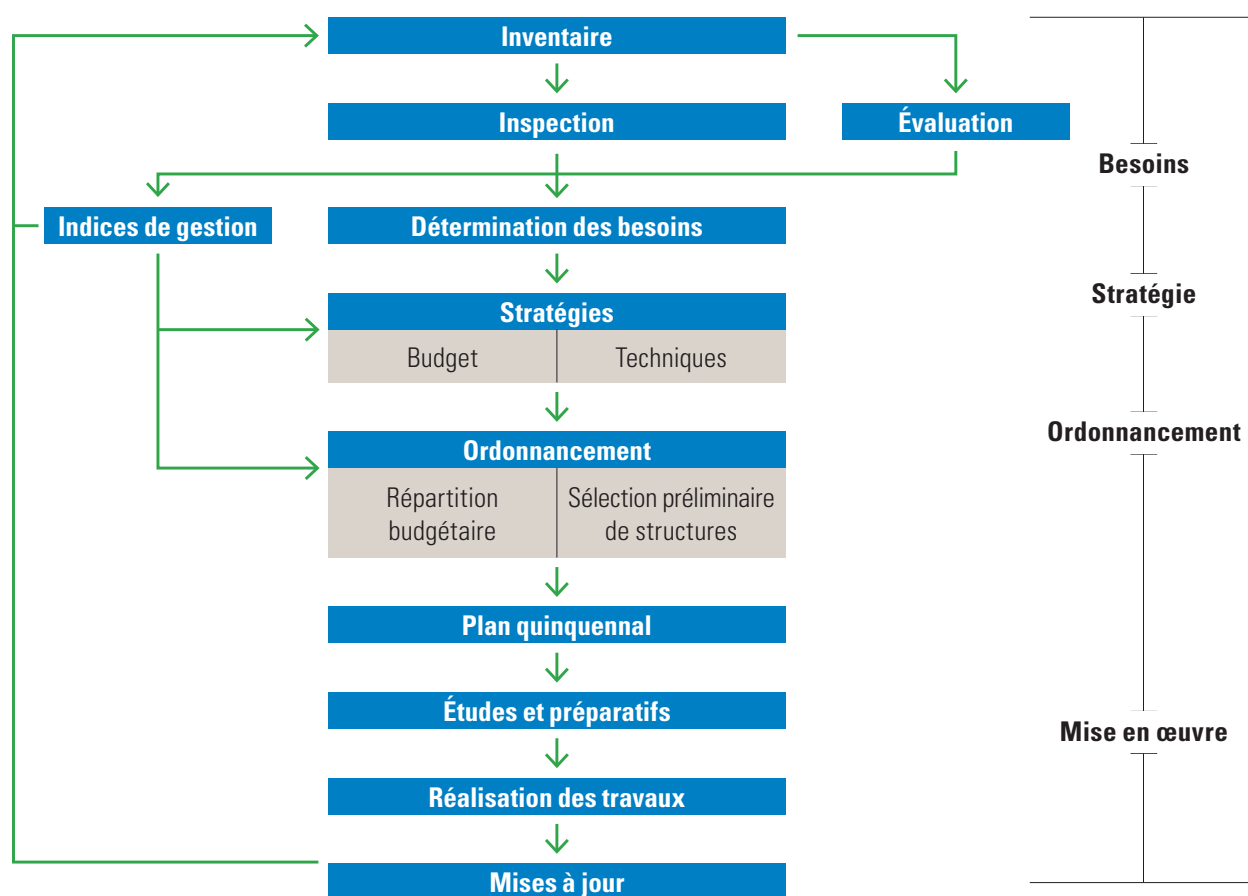 Inventaire
Inspection
Évaluation
Besoins
Indices de gestion
Détermination des besoins
Stratégies
Stratégie
Budget
Techniques
Ordonnancement
Ordonnancement
Répartition
budgétaire
Sélection préliminaire
de structures
Plan quinquennal
Études et préparatifs
Mise en œuvre
Réalisation des travaux
Mises à jour